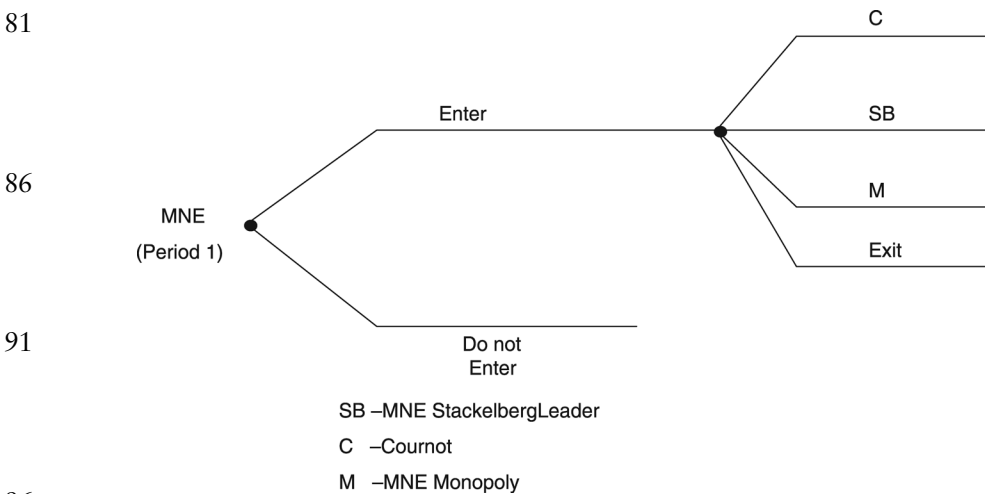 81
C
Enter
SB
86
M
MNE
(Period 1)
Exit
91
Do not
Enter
SB –MNE StackelbergLeader
C –Cournot
M –MNE Monopoly